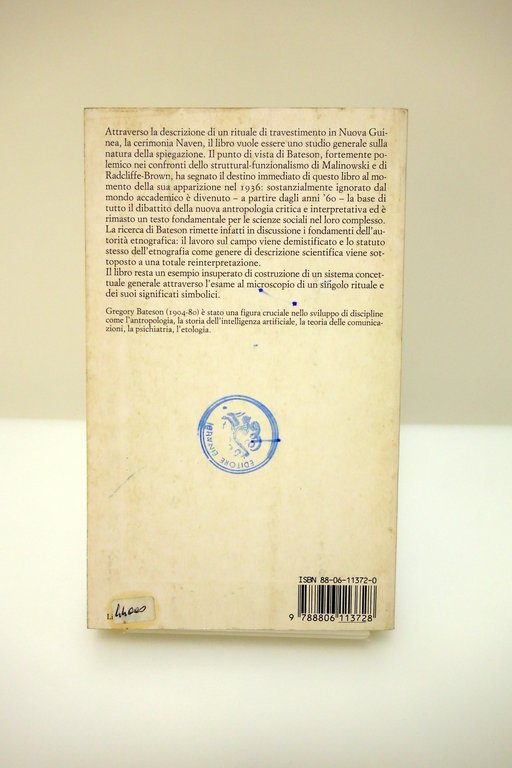 Attraverso la descrizione di un rituale di travestimento in Nuova Gui-
nea, la cerimonia Naven, il libro vuole essere uno studio generale sulla
natura della spiegazione. Il punto di vista di Bateson, fortemente po-
lemico nei confronti dello struttural-funzionalismo di Malinowski e di
Radcliffe-Brown, ha segnato il destino immediato di questo libro al mo-
mento della sua apparizione nel 1936: sostanzialmente ignorato dal
mondo accademico è divenuto – a partire dagli anni '60 – la base di
tutto il dibattito della nuova antropologia critica e interpretativa ed è
rimasto un testo fondamentale per le scienze sociali nel loro complesso.
La ricerca di Bateson rimette infatti in discussione i fondamenti dell'au-
torità etnografica: il lavoro sul campo viene demistificato e lo statuto
stesso dell'etnografia come genere di descrizione scientifica viene sot-
toposto a una totale reinterpretazione.
Il libro resta un esempio insuperato di costruzione di un sistema concet-
tuale generale attraverso l'esame al microscopio di un singolo rituale e
dei suoi significati simbolici.
Gregory Bateson (1904-80) è stato una figura cruciale nello sviluppo di discipline
come l'antropologia, la storia dell'intelligenza artificiale, la teoria delle comunica-
zioni, la psichiatria, l'etologia.
EDITORE
ISBN 88-06-11372-0
9 788806 113728